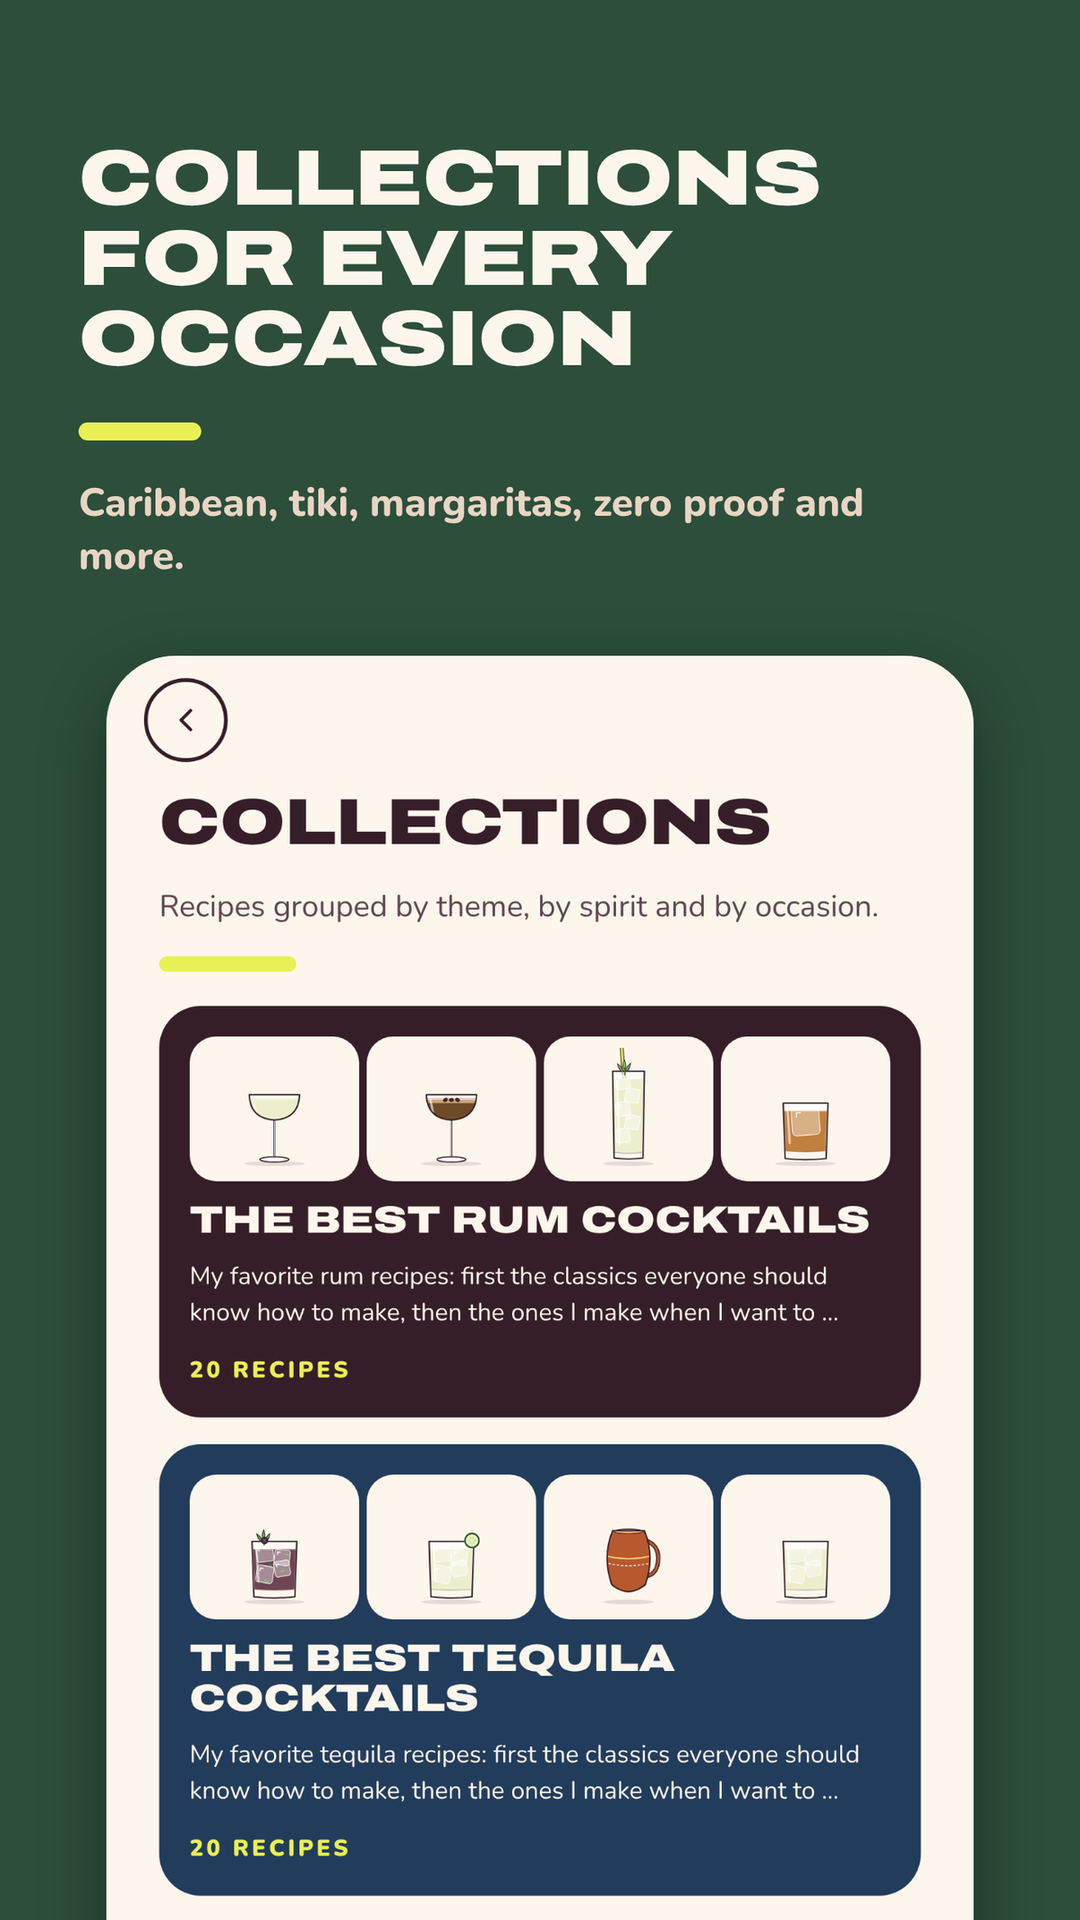 COLLECTIONS
FOR EVERY
OCCASION
Caribbean, tiki, margaritas, zero proof and
more.
COLLECTIONS
Recipes grouped by theme, by spirit and by occasion.
THE BEST RUM COCKTAILS
My favorite rum recipes: first the classics everyone should
know how to make, then the ones I make when I want to ...
20 RECIPES
THE BEST TEQUILA
COCKTAILS
My favorite tequila recipes: first the classics everyone should
know how to make, then the ones I make when I want to ...
20 RECIPES